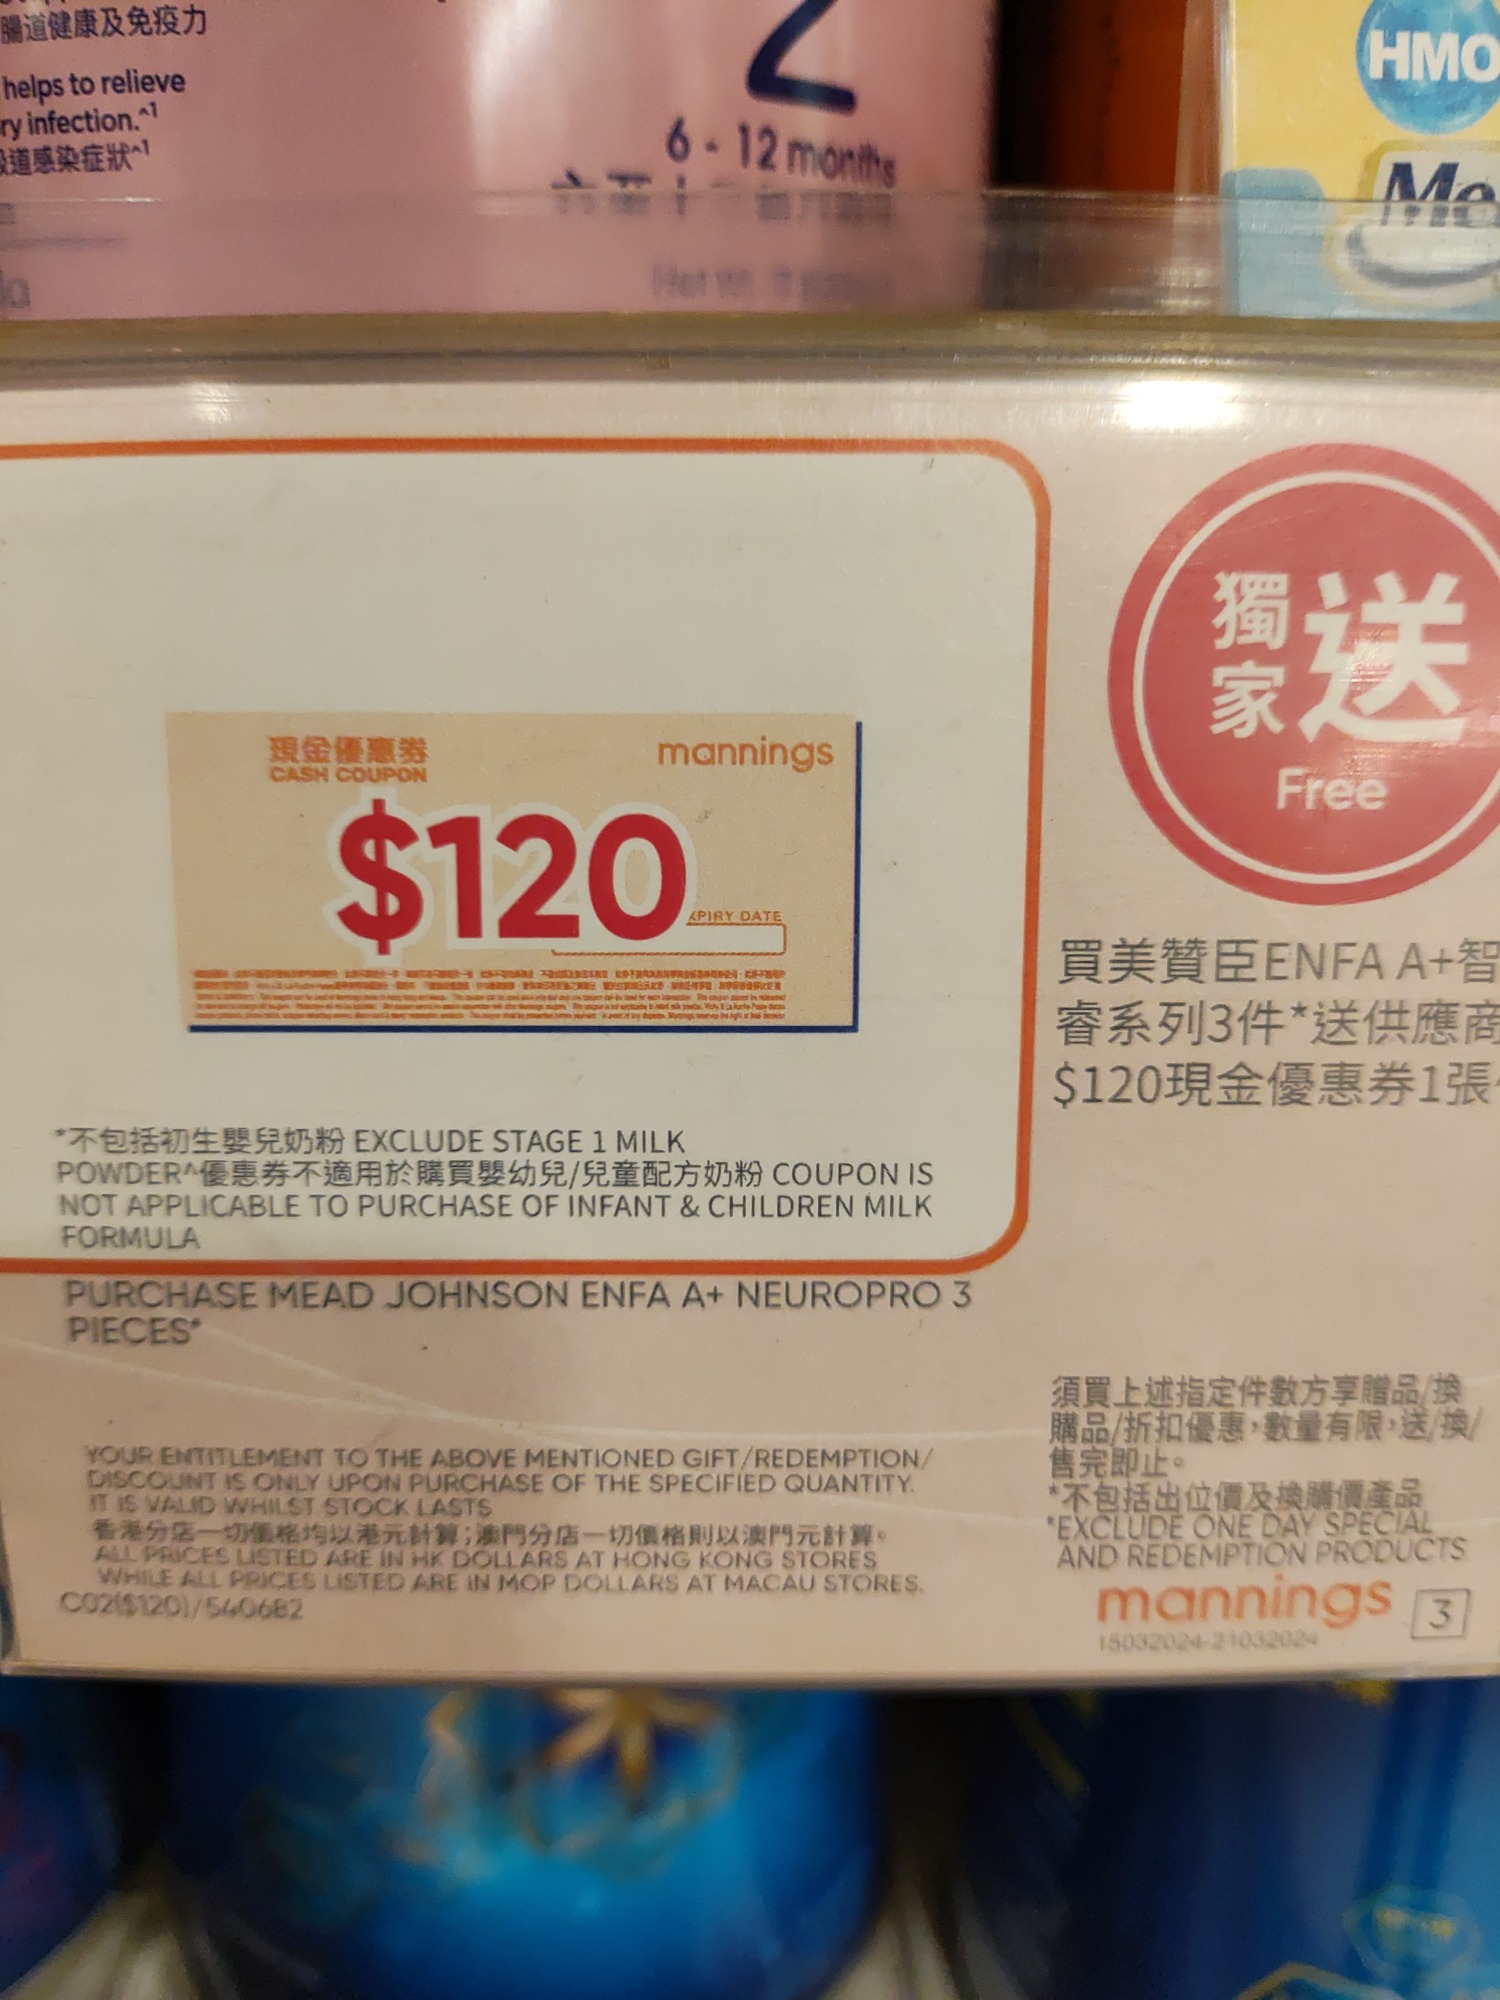 腸道健康及免疫力
helps to relieve
ry infection.^1
道感染症狀^1
2
6 - 12 months
HMO
Me
現金優惠券
CASH COUPON
mannings
$120
XPIRY DATE
獨家送
Free
買美贊臣ENFA A+智
睿系列3件*送供應商
$120現金優惠券1張
*不包括初生嬰兒奶粉 EXCLUDE STAGE 1 MILK
POWDER^優惠券不適用於購買嬰幼兒/兒童配方奶粉 COUPON IS
NOT APPLICABLE TO PURCHASE OF INFANT & CHILDREN MILK
FORMULA
PURCHASE MEAD JOHNSON ENFA A+ NEUROPRO 3
PIECES*
YOUR ENTITLEMENT TO THE ABOVE MENTIONED GIFT/REDEMPTION/
DISCOUNT IS ONLY UPON PURCHASE OF THE SPECIFIED QUANTITY.
IT IS VALID WHILST STOCK LASTS
香港分店一切價格均以港元計算；澳門分店一切價格則以澳門元計算。
ALL PRICES LISTED ARE IN HK DOLLARS AT HONG KONG STORES
WHILE ALL PRICES LISTED ARE IN MOP DOLLARS AT MACAU STORES.
C02($120)/540682
須買上述指定件數方享贈品/換
購品/折扣優惠，數量有限，送/換/
售完即止。
*不包括出位價及換購價產品
*EXCLUDE ONE DAY SPECIAL
AND REDEMPTION PRODUCTS
mannings 3
15032024-21032024